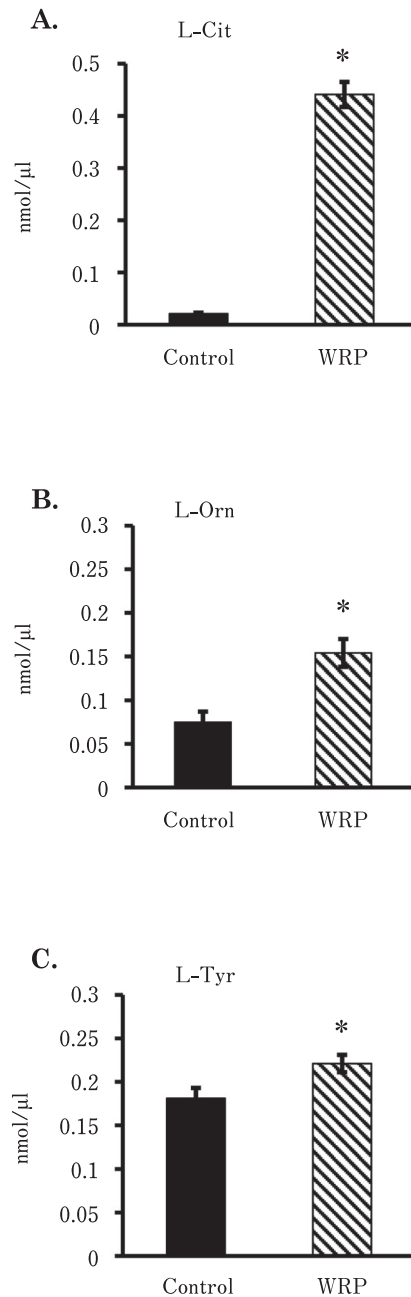 A.
L-Cit
*
0.5
0.4
0.3
0.2
0.1
0
nmol/µl
Control WRP
B.
L-Orn
*
0.3
0.25
0.2
0.15
0.1
0.05
0
nmol/µl
Control WRP
C.
L-Tyr
*
0.3
0.25
0.2
0.15
0.1
0.05
0
nmol/µl
Control WRP